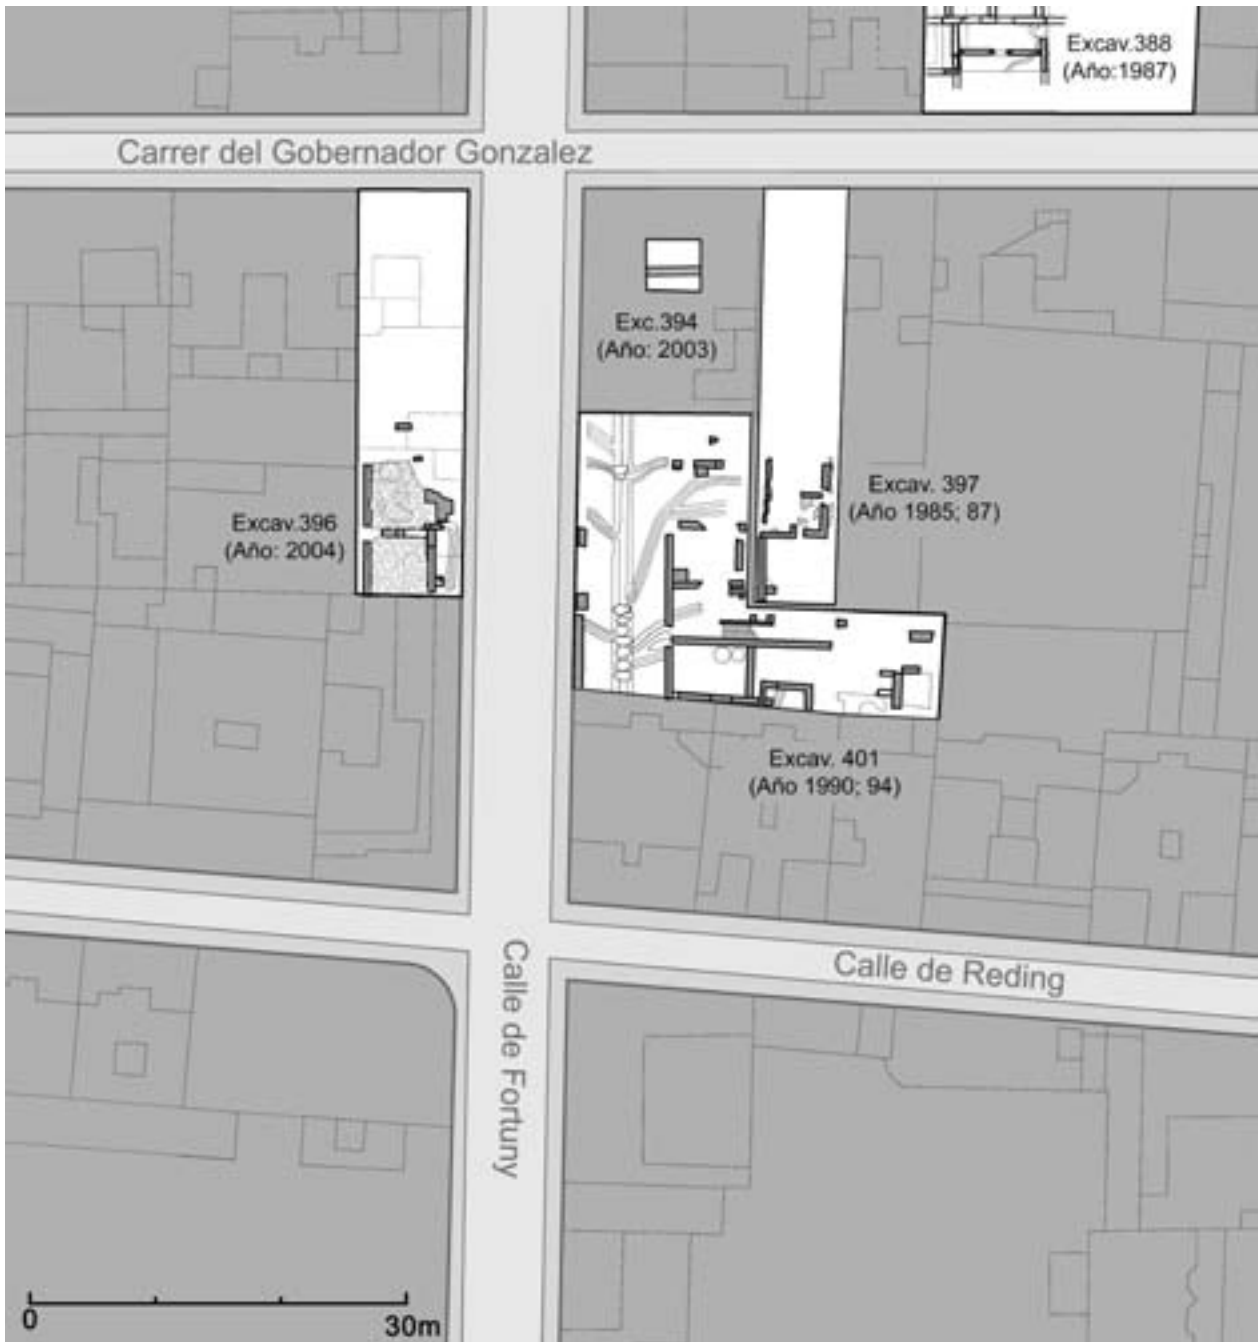 Excav.388
(Año:1987)
Carrer del Gobernador Gonzalez
Exc.394
(Año: 2003)
Excav.396
(Año: 2004)
Excav. 397
(Año 1985; 87)
Excav. 401
(Año 1990; 94)
Calle de Reding
Calle de Fortuny
0
30m